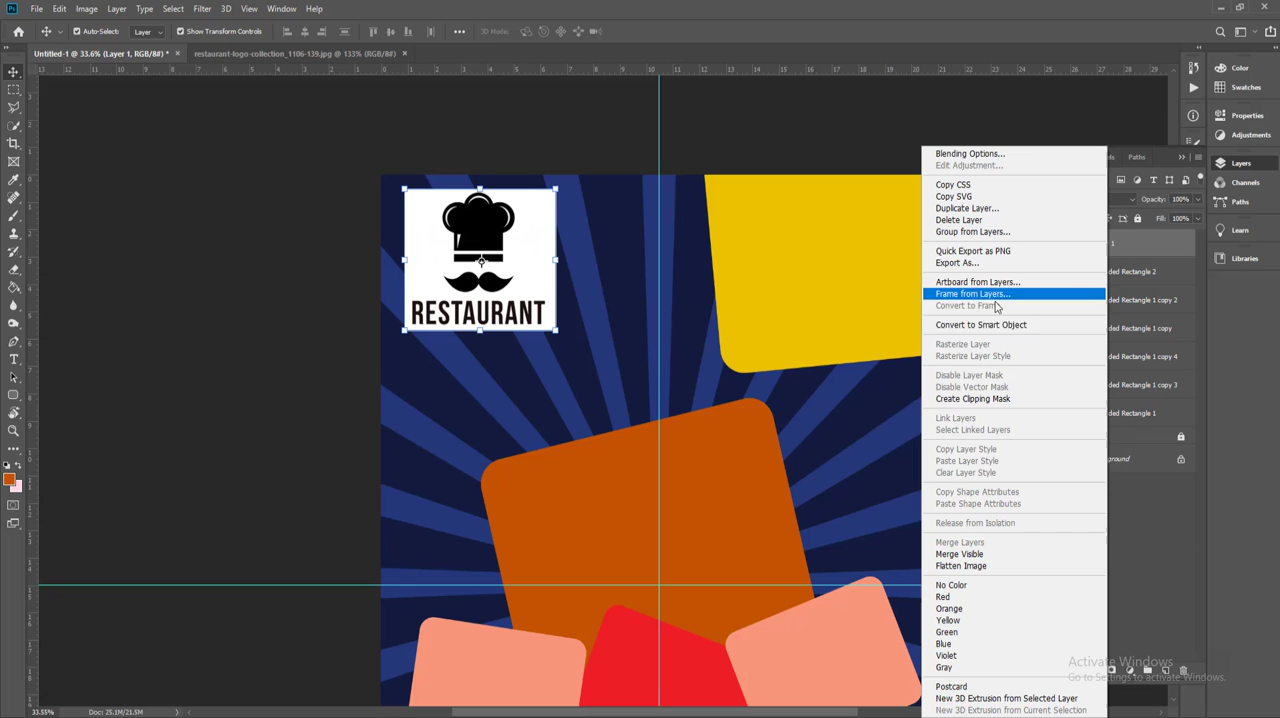 File Edit Image Layer Type Select Filter 3D View Window Help
Auto-Select: Layer Show Transform Controls 3D Mode:
Untitled-1 @ 33.6% (Layer 1, RGB/8#) * × restaurant-logo-collection_1106-139.jpg @ 133% (RGB/8#) ×
RESTAURANT
Blending Options...
Edit Adjustment...
Copy CSS
Copy SVG
Duplicate Layer...
Delete Layer
Group from Layers...
Quick Export as PNG
Export As...
Artboard from Layers...
Frame from Layers...
Convert to Frame
Convert to Smart Object
Rasterize Layer
Rasterize Layer Style
Disable Layer Mask
Disable Vector Mask
Create Clipping Mask
Link Layers
Select Linked Layers
Copy Layer Style
Paste Layer Style
Clear Layer Style
Copy Shape Attributes
Paste Shape Attributes
Release from Isolation
Merge Layers
Merge Visible
Flatten Image
No Color
Red
Orange
Yellow
Green
Blue
Violet
Gray
Postcard
New 3D Extrusion from Selected Layer
New 3D Extrusion from Current Selection
Paths
Opacity: 100%
Fill: 100%
1
ded Rectangle 2
ded Rectangle 1 copy 2
ded Rectangle 1 copy
ded Rectangle 1 copy 4
ded Rectangle 1 copy 3
ded Rectangle 1
ground
Color
Swatches
Properties
Adjustments
Layers
Channels
Paths
Learn
Libraries
Activate Windows
Go to Settings to activate Windows.
33.55% Doc: 25.1M/21.5M